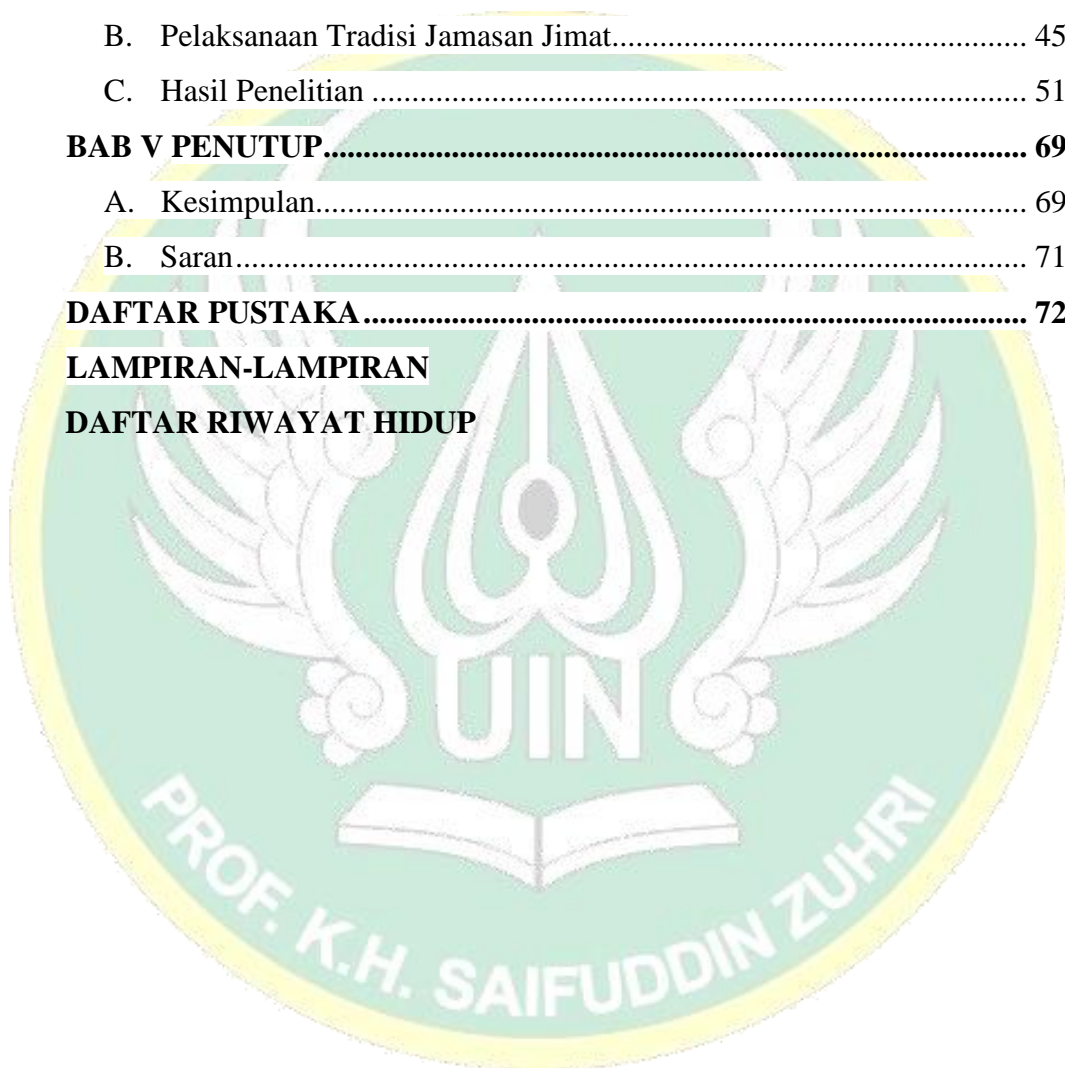 B. Pelaksanaan Tradisi Jamasan Jimat.......................................................................... 45
C. Hasil Penelitian .................................................................................................. 51
BAB V PENUTUP.................................................................................................. 69
A. Kesimpulan........................................................................................................ 69
B. Saran.................................................................................................................. 71
DAFTAR PUSTAKA............................................................................................. 72
LAMPIRAN-LAMPIRAN
DAFTAR RIWAYAT HIDUP
UIN
PROF. K.H. SAIFUDDIN ZUHRI